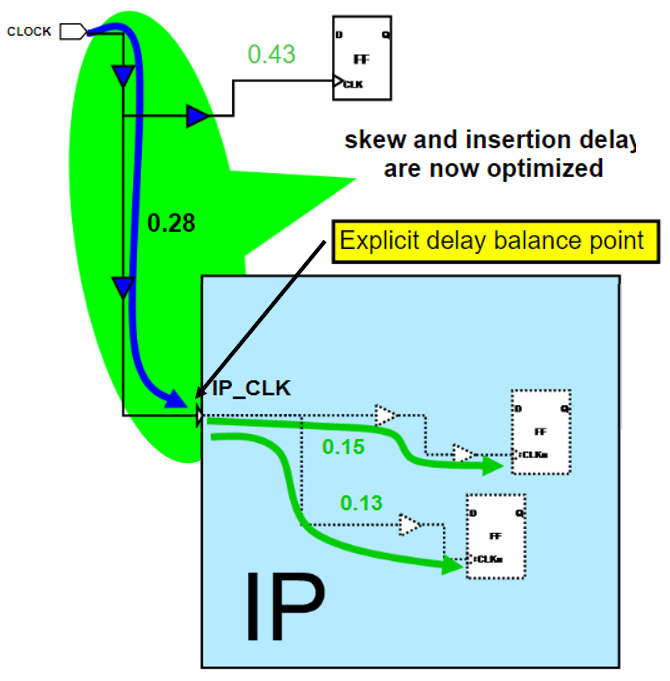 CLOCK
0.43
D Q
FF
CLK
skew and insertion delay
are now optimized
0.28
Explicit delay balance point
IP_CLK
D Q
FF
CLKn
0.15
0.13
D Q
FF
CLKn
IP